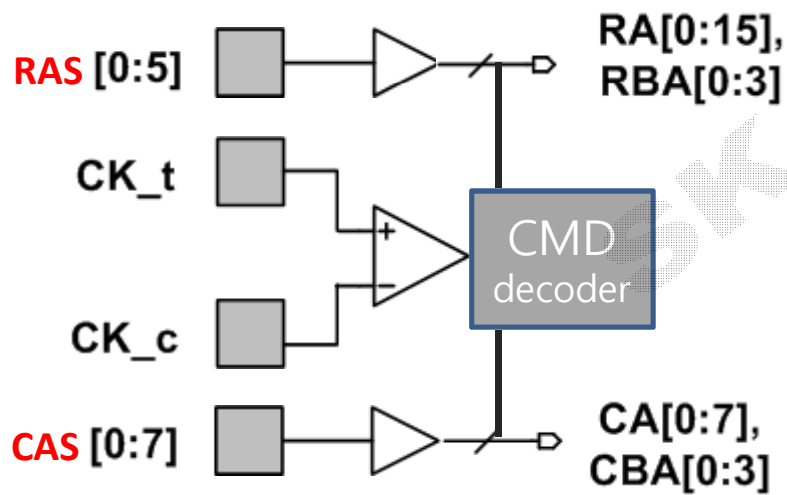 RAS [0:5]
RA[0:15],
RBA[0:3]
CK_t
+
CMD
decoder
−
CK_c
SK
CAS [0:7]
CA[0:7],
CBA[0:3]